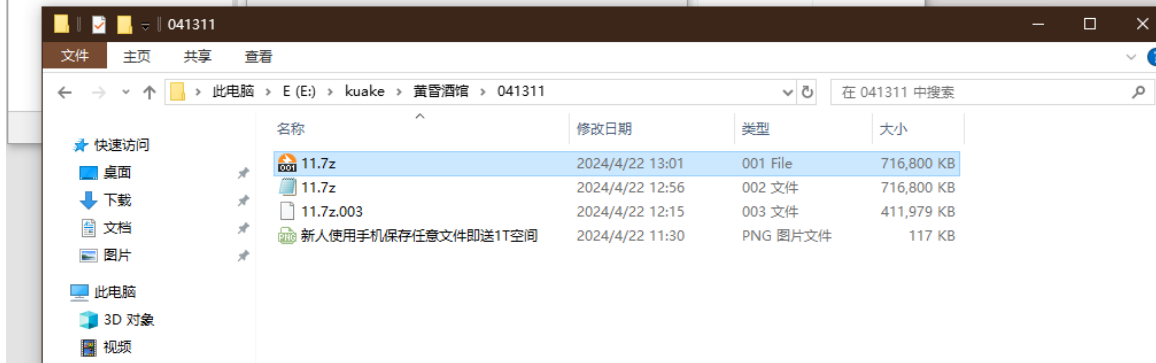 041311
文件 主页 共享 查看
此电脑 › E (E:) › kuake › 黄昏酒馆 › 041311 在 041311 中搜索
名称 修改日期 类型 大小
快速访问
桌面
下载
文档
图片
此电脑
3D 对象
视频
001 11.7z 2024/4/22 13:01 001 File 716,800 KB
11.7z 2024/4/22 12:56 002 文件 716,800 KB
11.7z.003 2024/4/22 12:15 003 文件 411,979 KB
PNG 新人使用手机保存任意文件即送1T空间 2024/4/22 11:30 PNG 图片文件 117 KB